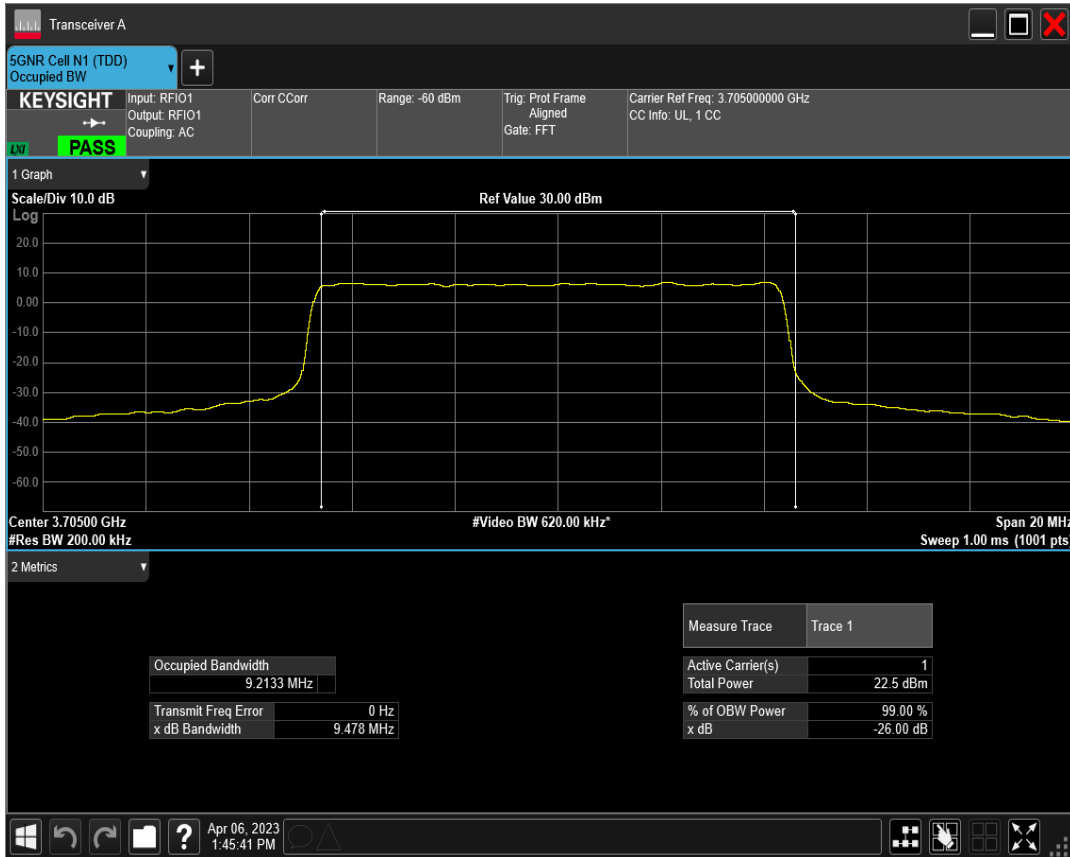 Transceiver A
5GNR Cell N1 (TDD)
Occupied BW
+
KEYSIGHT
LXI
PASS
Input: RFIO1
Output: RFIO1
Coupling: AC
Corr CCorr
Range: -60 dBm
Trig: Prot Frame
Aligned
Gate: FFT
Carrier Ref Freq: 3.705000000 GHz
CC Info: UL, 1 CC
1 Graph
Scale/Div 10.0 dB
Ref Value 30.00 dBm
Log
20.0
10.0
0.00
-10.0
-20.0
-30.0
-40.0
-50.0
-60.0
Center 3.70500 GHz
#Video BW 620.00 kHz*
Span 20 MHz
#Res BW 200.00 kHz
Sweep 1.00 ms (1001 pts)
2 Metrics
Measure Trace Trace 1
Occupied Bandwidth
9.2133 MHz
Active Carrier(s) 1
Total Power 22.5 dBm
Transmit Freq Error 0 Hz
x dB Bandwidth 9.478 MHz
% of OBW Power 99.00 %
x dB -26.00 dB
?
Apr 06, 2023
1:45:41 PM